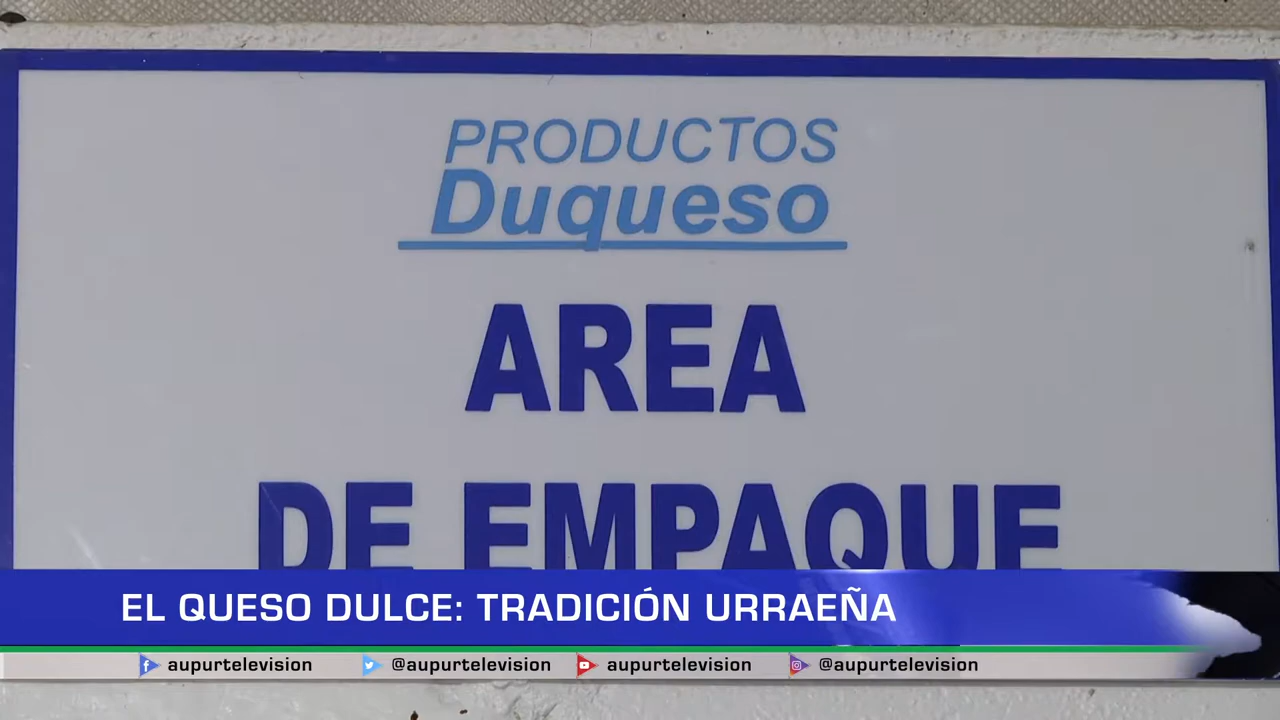 PRODUCTOS
Duqueso
AREA
DE EMPAQUE
EL QUESO DULCE: TRADICIÓN URRAEÑA
aupurtelevision @aupurtelevision aupurtelevision @aupurtelevision